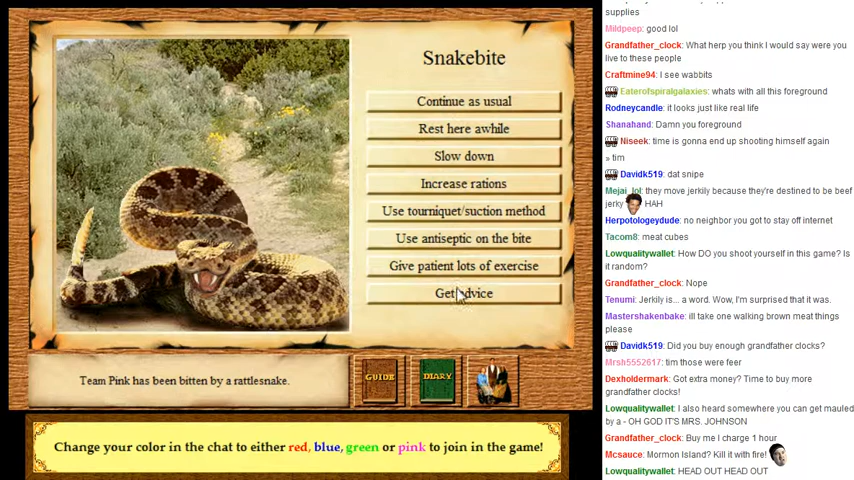 Snakebite
Continue as usual
Rest here awhile
Slow down
Increase rations
Use tourniquet/suction method
Use antiseptic on the bite
Give patient lots of exercise
Get advice
Team Pink has been bitten by a rattlesnake.
GUIDE
DIARY
Change your color in the chat to either red, blue, green or pink to join in the game!
supplies
Mildpeep: good lol
Grandfather_clock: What herp you think I would say were you
live to these people
Craftmine94: I see wabbits
Eaterofspiralgalaxies: whats with all this foreground
Rodneycandle: it looks just like real life
Shanahand: Damn you foreground
Niseek: time is gonna end up shooting himself again
» tim
Davidk519: dat snipe
Mejai_lol: they move jerkily because they're destined to be beef
jerky HAH
Herpotologeydude: no neighbor you got to stay off internet
Tacom8: meat cubes
Lowqualitywallet: How DO you shoot yourself in this game? Is
it random?
Grandfather_clock: Nope
Tenumi: Jerkily is... a word. Wow, I'm surprised that it was.
Mastershakenbake: ill take one walking brown meat things
please
Davidk519: Did you buy enough grandfather clocks?
Mrsh5552617: tim those were feer
Dexholdermark: Got extra money? Time to buy more
grandfather clocks!
Lowqualitywallet: I also heard somewhere you can get mauled
by a - OH GOD IT'S MRS. JOHNSON
Grandfather_clock: Buy me I charge 1 hour
Mcsauce: Mormon Island? Kill it with fire!
Lowqualitywallet: HEAD OUT HEAD OUT